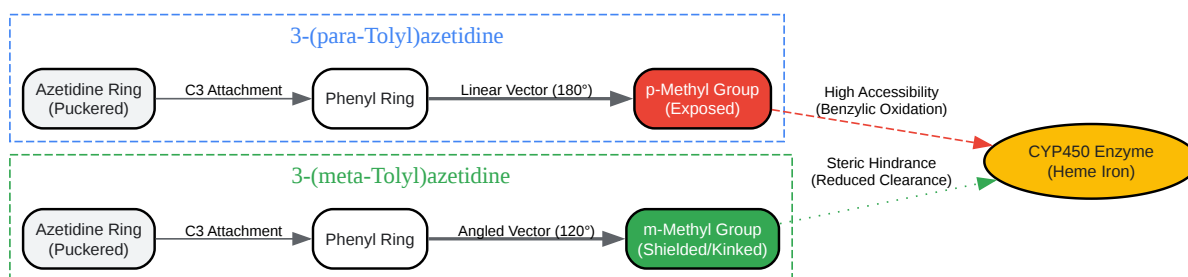 3-(para-Tolyl)azetidine
Azetidine Ring
(Puckered)
C3 Attachment
Phenyl Ring
Linear Vector (180°)
p-Methyl Group
(Exposed)
High Accessibility
(Benzylic Oxidation)
CYP450 Enzyme
(Heme Iron)
3-(meta-Tolyl)azetidine
Azetidine Ring
(Puckered)
C3 Attachment
Phenyl Ring
Angled Vector (120°)
m-Methyl Group
(Shielded/Kinked)
Steric Hindrance
(Reduced Clearance)